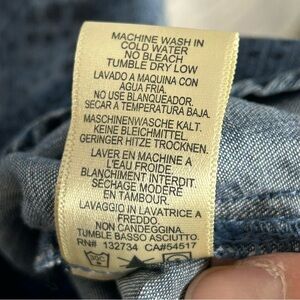 MACHINE WASH IN
COLD WATER
NO BLEACH
TUMBLE DRY LOW
LAVADO A MAQUINA CON
AGUA FRIA.
NO USE BLANQUEADOR.
SECAR A TEMPERATURA BAJA.
MASCHINENWASCHE KALT.
KEINE BLEICHMITTEL.
GERINGER HITZE TROCKNEN.
LAVER EN MACHINE A
L'EAU FROIDE.
BLANCHIMENT INTERDIT.
SECHAGE MODÉRÉ
EN TAMBOUR.
LAVAGGIO IN LAVATRICE A
FREDDO.
NON CANDEGGINA.
TUMBLE BASSO ASCIUTTO.
RN# 132734 CA#54517